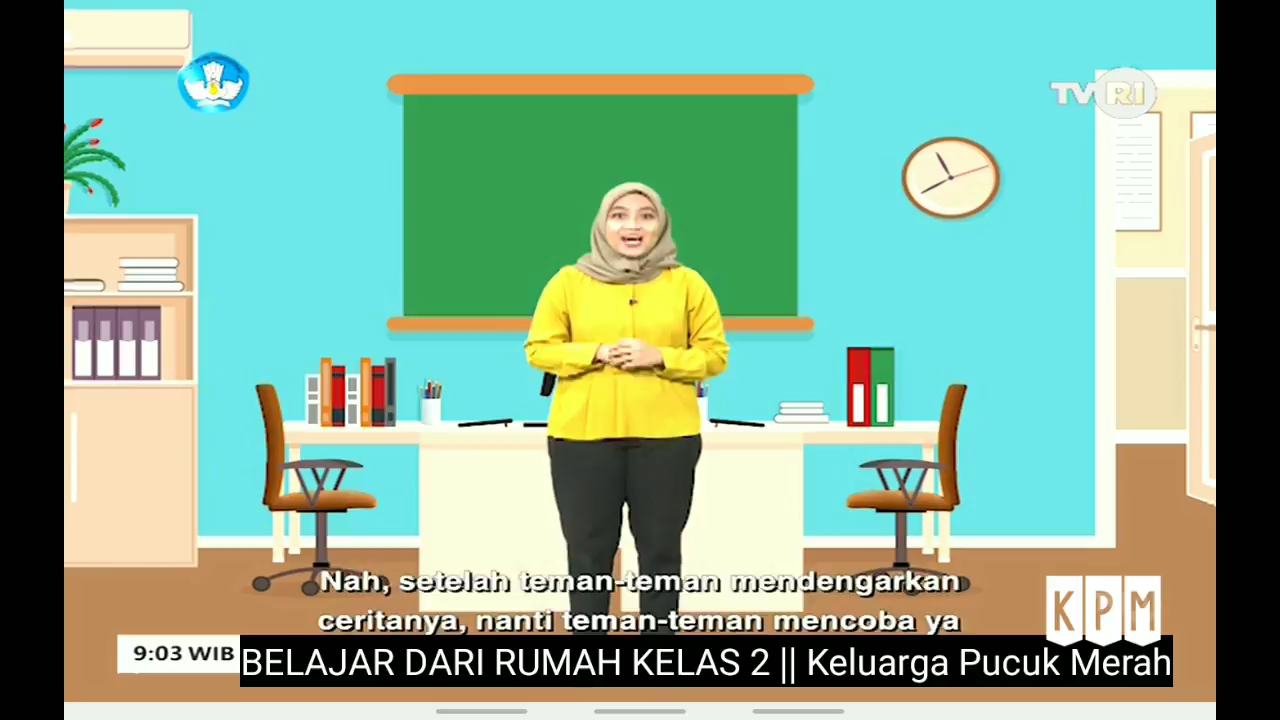 TVRI
Nah, setelah teman-teman mendengarkan
ceritanya, nanti teman-teman mencoba ya
KPM
9:03 WIB
BELAJAR DARI RUMAH KELAS 2 || Keluarga Pucuk Merah